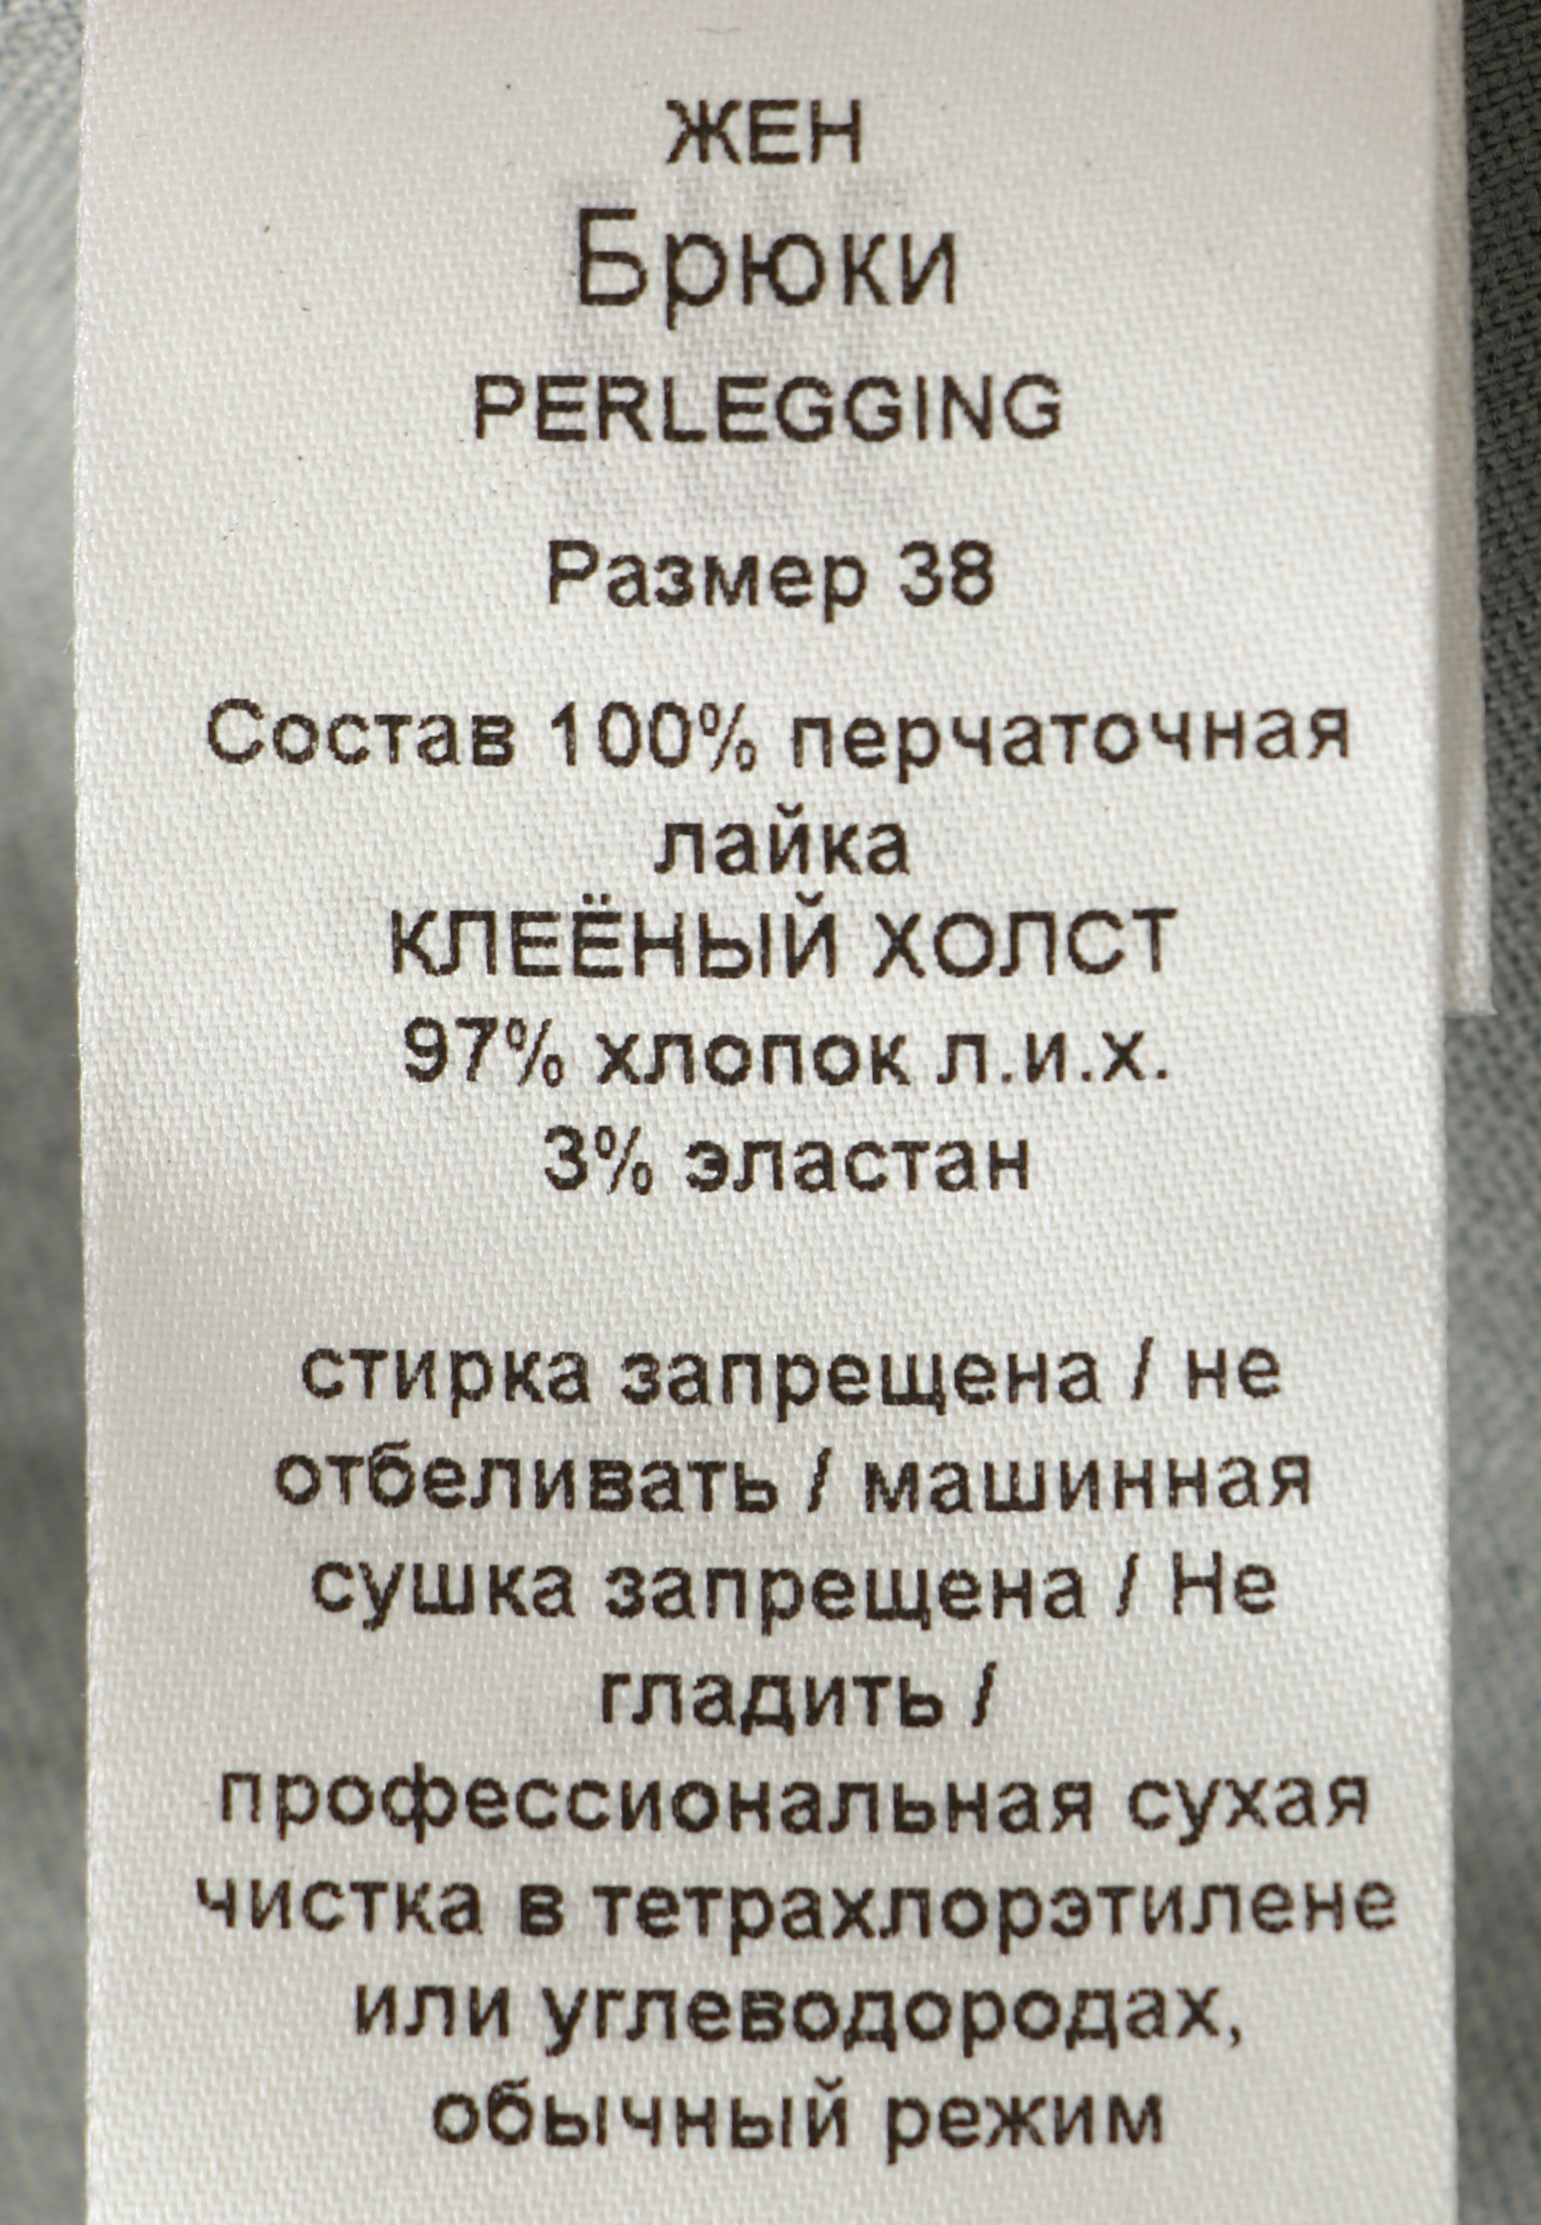 ЖЕН
Брюки
PERLEGGING
Размер 38
Состав 100% перчаточная
лайка
КЛЕЕЁНЫЙ ХОЛСТ
97% хлопок л.и.х.
3% эластан
стирка запрещена / не
отбеливать / машинная
сушка запрещена / Не
гладить /
профессиональная сухая
чистка в тетрахлорэтилене
или углеводородах,
обычный режим